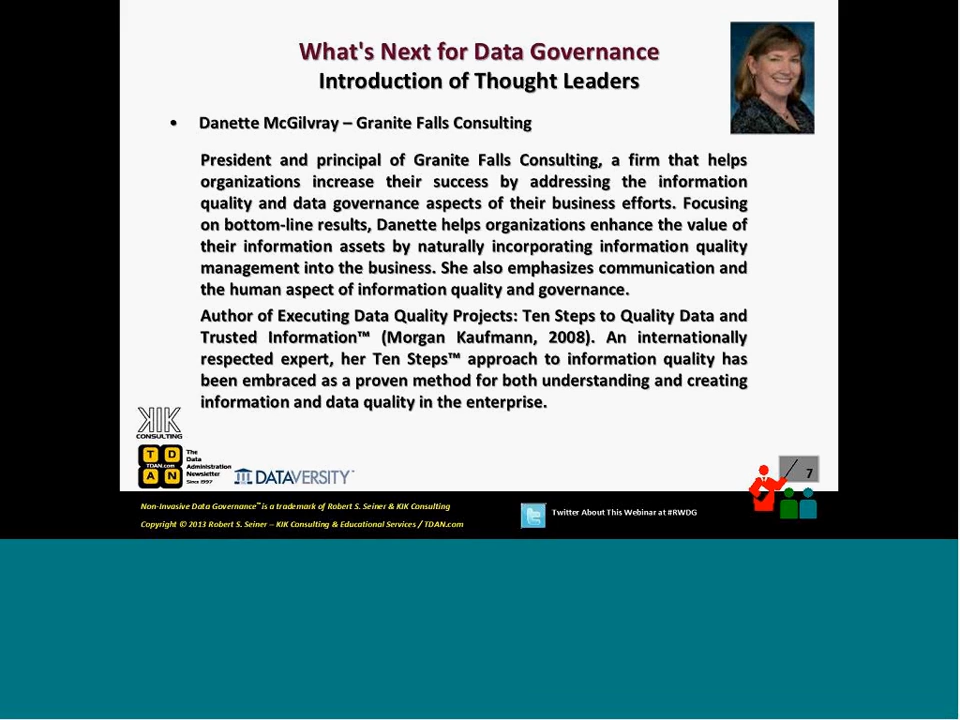 What's Next for Data Governance
Introduction of Thought Leaders
• Danette McGilvray – Granite Falls Consulting
President and principal of Granite Falls Consulting, a firm that helps
organizations increase their success by addressing the information
quality and data governance aspects of their business efforts. Focusing
on bottom-line results, Danette helps organizations enhance the value of
their information assets by naturally incorporating information quality
management into the business. She also emphasizes communication and
the human aspect of information quality and governance.
Author of Executing Data Quality Projects: Ten Steps to Quality Data and
Trusted Information™ (Morgan Kaufmann, 2008). An internationally
respected expert, her Ten Steps™ approach to information quality has
been embraced as a proven method for both understanding and creating
information and data quality in the enterprise.
KIK
CONSULTING
T D
TDAN.com
A N
The
Data
Administration
Newsletter
Since 1997
DATAVERSITY™
7
Non-Invasive Data Governance™ is a trademark of Robert S. Seiner & KIK Consulting
Copyright © 2013 Robert S. Seiner – KIK Consulting & Educational Services / TDAN.com
Twitter About This Webinar at #RWDG